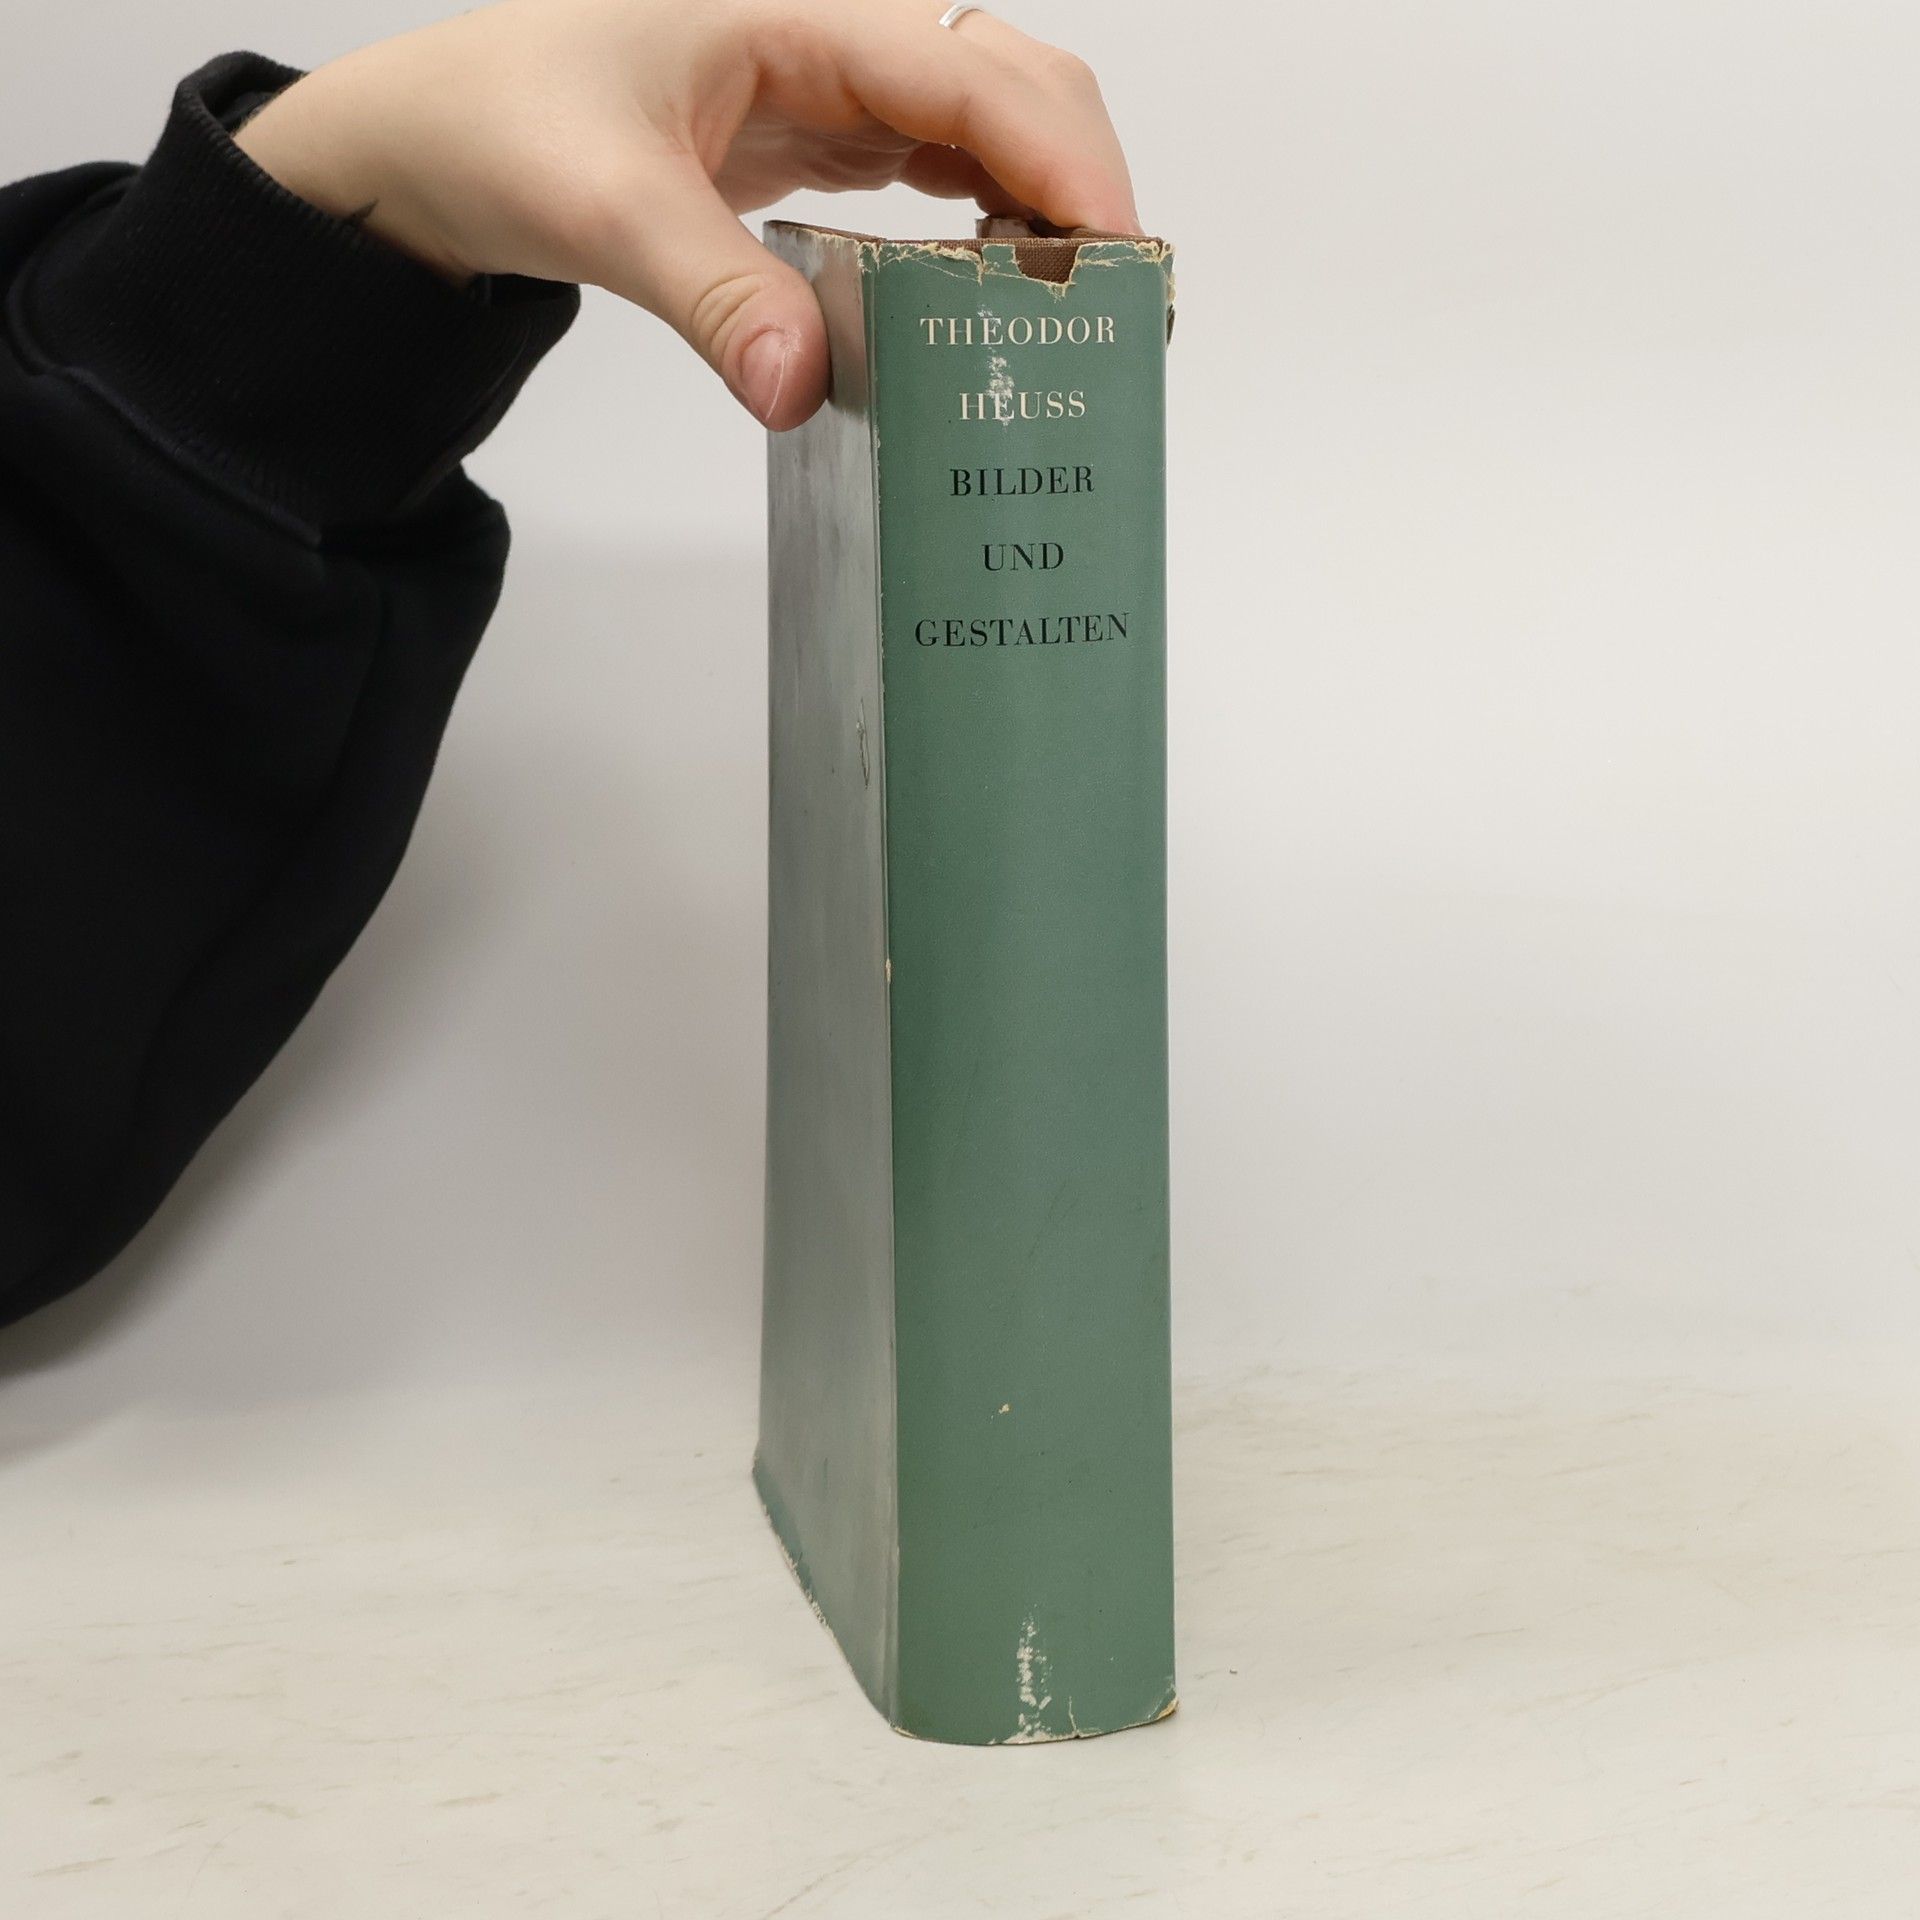 THEODOR
HEUSS
BILDER
UND
GESTALTEN